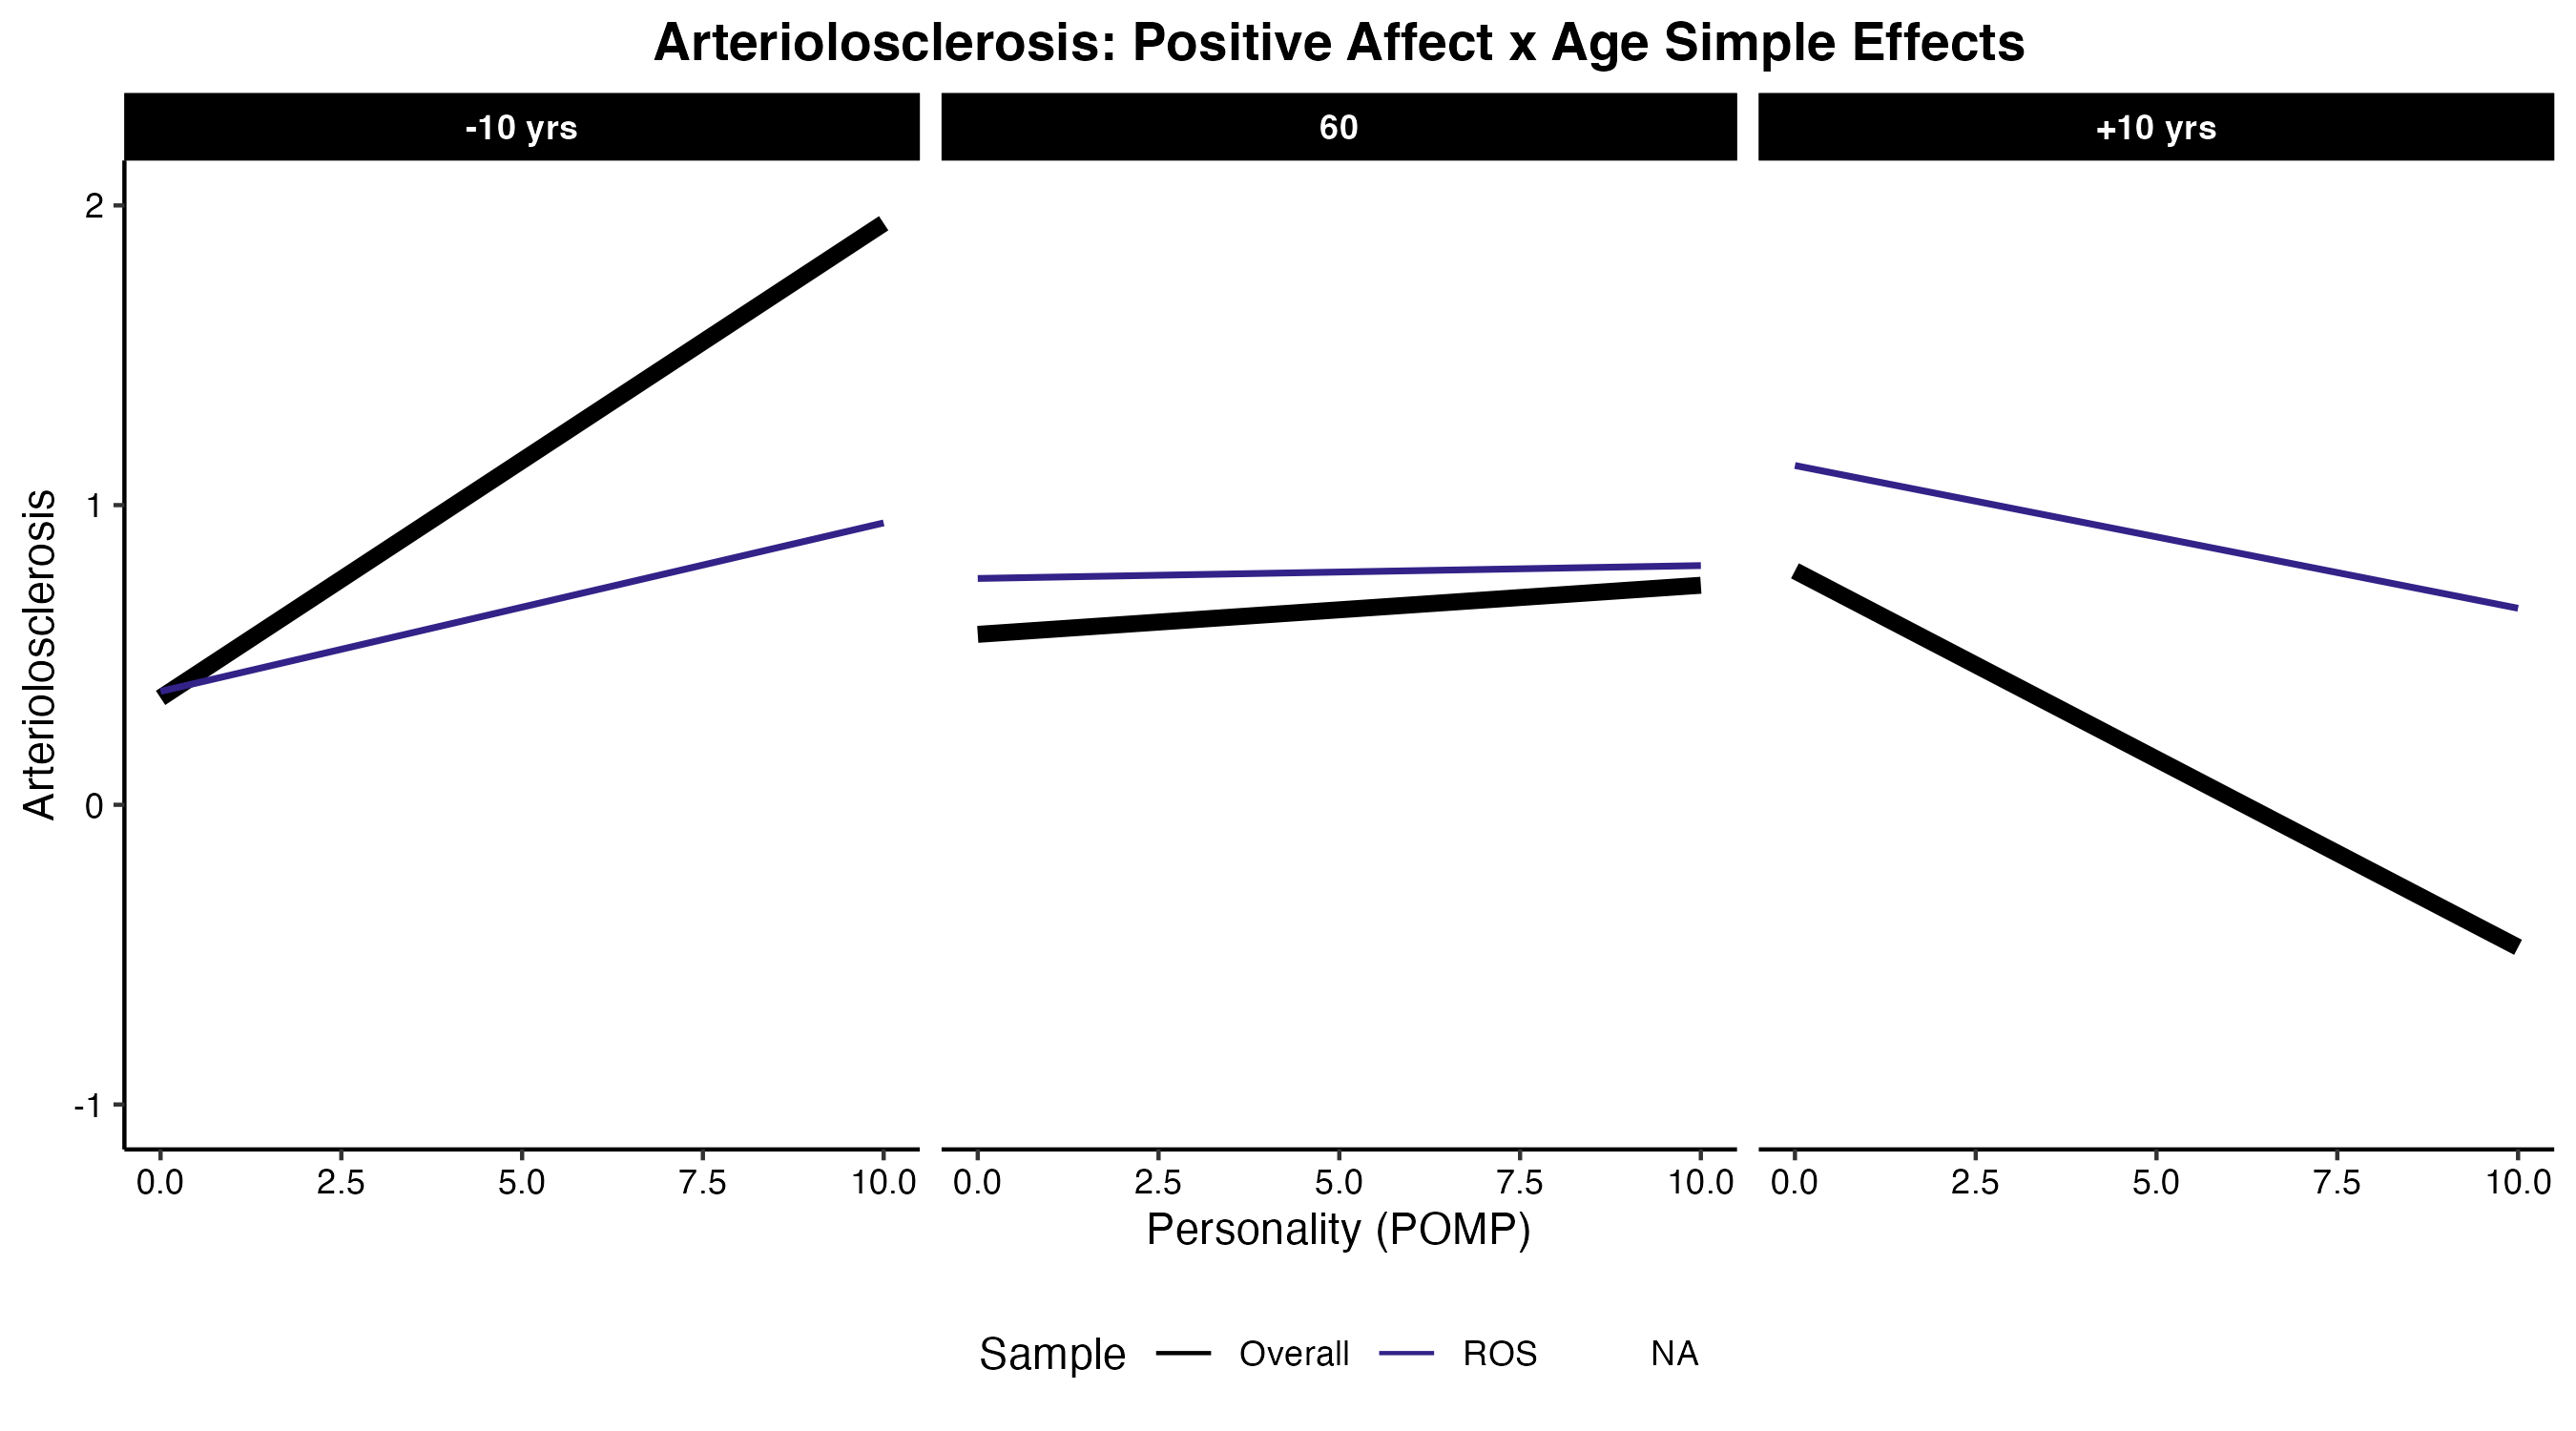 Arteriolosclerosis: Positive Affect x Age Simple Effects
-10 yrs 60 +10 yrs
2
1
0
-1
Arteriolosclerosis
0.0 2.5 5.0 7.5 10.0 0.0 2.5 5.0 7.5 10.0 0.0 2.5 5.0 7.5 10.0
Personality (POMP)
Sample Overall ROS NA